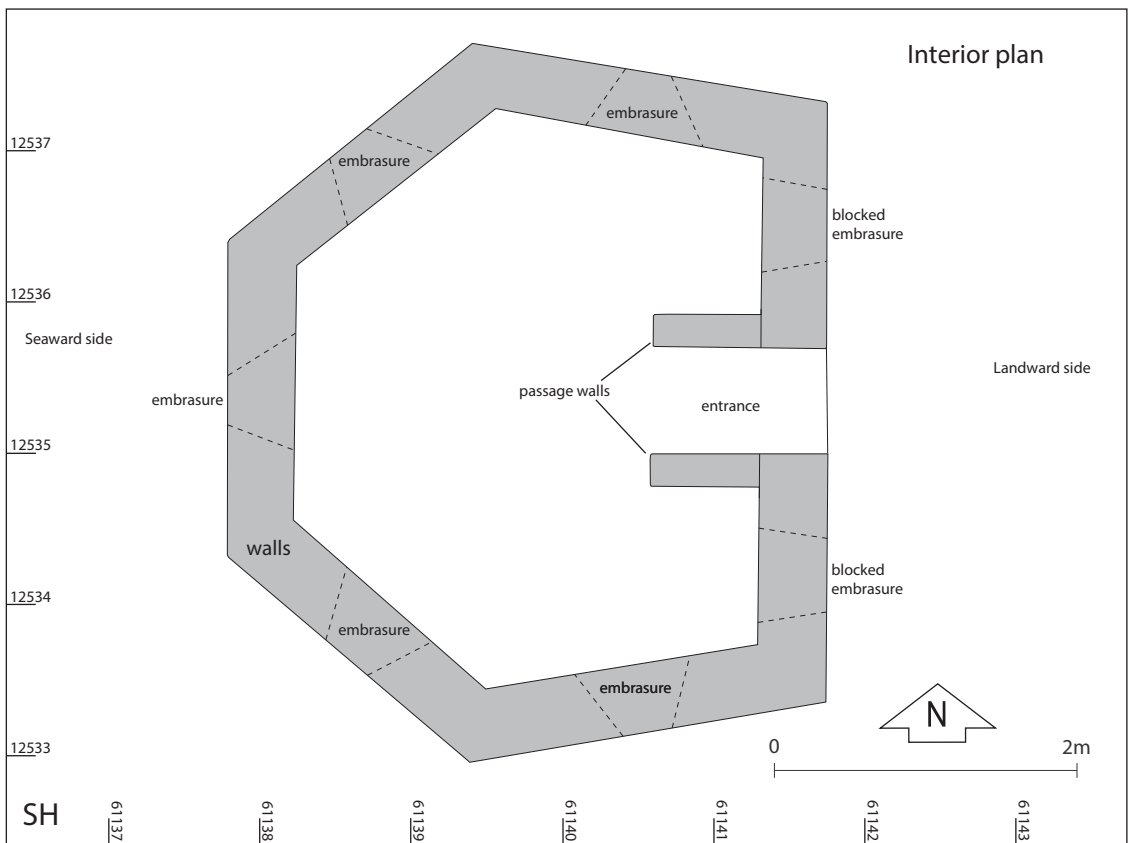 Interior plan
embrasure
12537
embrasure
blocked
embrasure
12536
Seaward side
Landward side
passage walls
embrasure
entrance
12535
walls
blocked
embrasure
12534
embrasure
embrasure
N
0
2m
12533
SH
61137
61138
61139
61140
61141
61142
61143